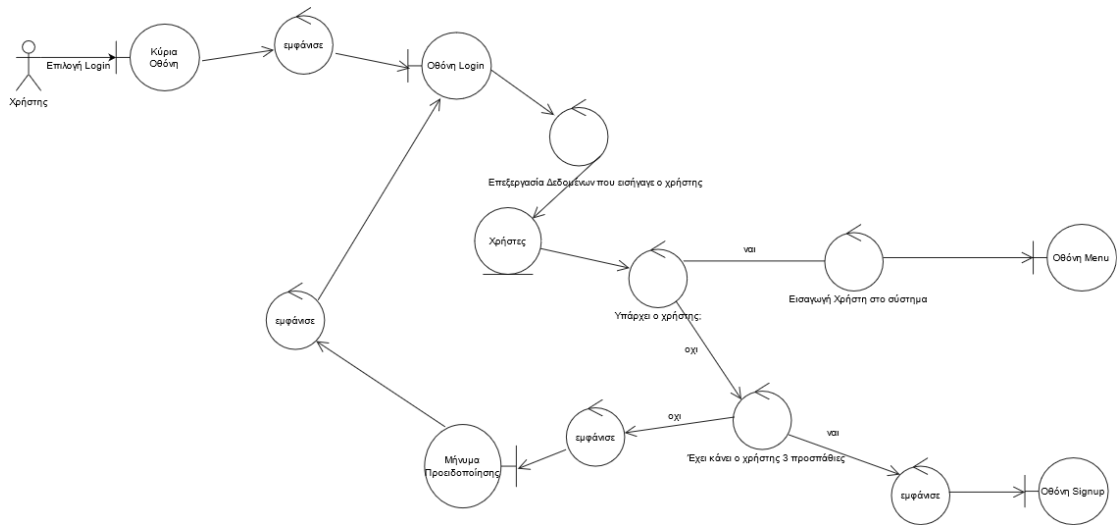 Χρήστης
Επιλογή Login
Κύρια
Οθόνη
εμφάνισε
Οθόνη Login
Επεξεργασία Δεδομένων που εισήγαγε ο χρήστης
Χρήστες
Υπάρχει ο χρήστης;
ναι
Εισαγωγή Χρήστη στο σύστημα
Οθόνη Menu
οχι
Έχει κάνει ο χρήστης 3 προσπάθιες
οχι
εμφάνισε
Μήνυμα
Προειδοποίησης
εμφάνισε
ναι
εμφάνισε
Οθόνη Signup